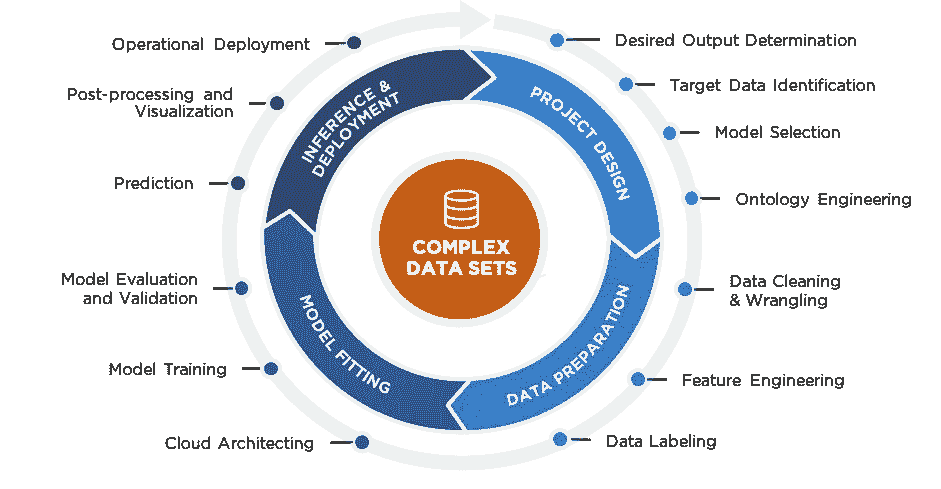 Operational Deployment
Post-processing and
Visualization
Prediction
Model Evaluation
and Validation
Model Training
Cloud Architecting
INFERENCE &
DEPLOYMENT
PROJECT DESIGN
DATA PREPARATION
MODEL FITTING
COMPLEX
DATA SETS
Desired Output Determination
Target Data Identification
Model Selection
Ontology Engineering
Data Cleaning
& Wrangling
Feature Engineering
Data Labeling